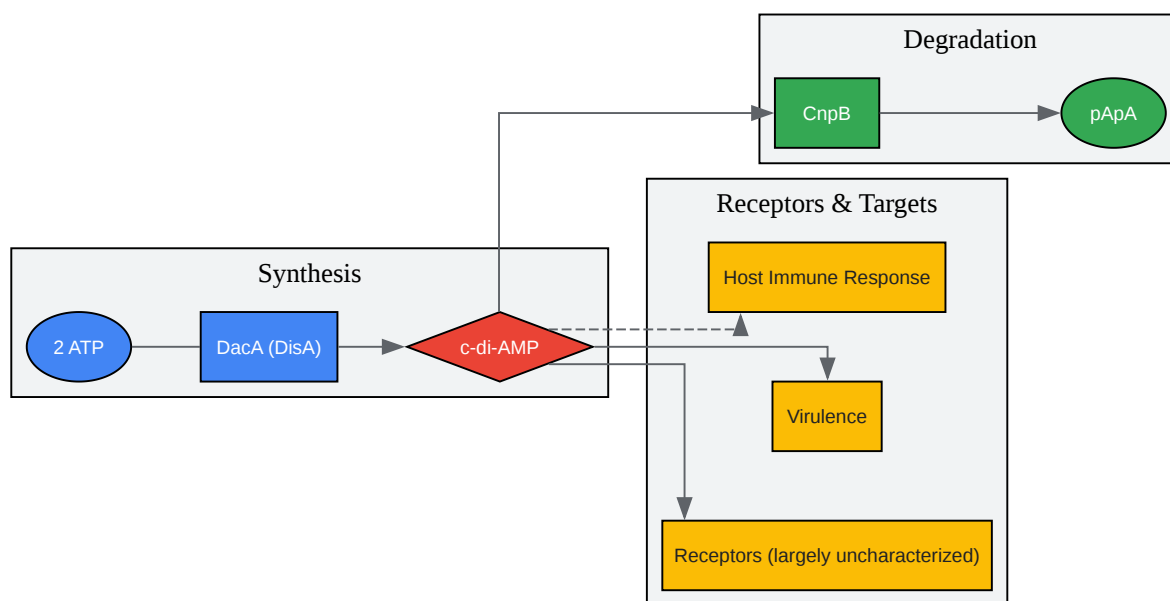 Degradation
CnpB
pApA
Receptors & Targets
Host Immune Response
Synthesis
2 ATP
DacA (DisA)
c-di-AMP
Virulence
Receptors (largely uncharacterized)